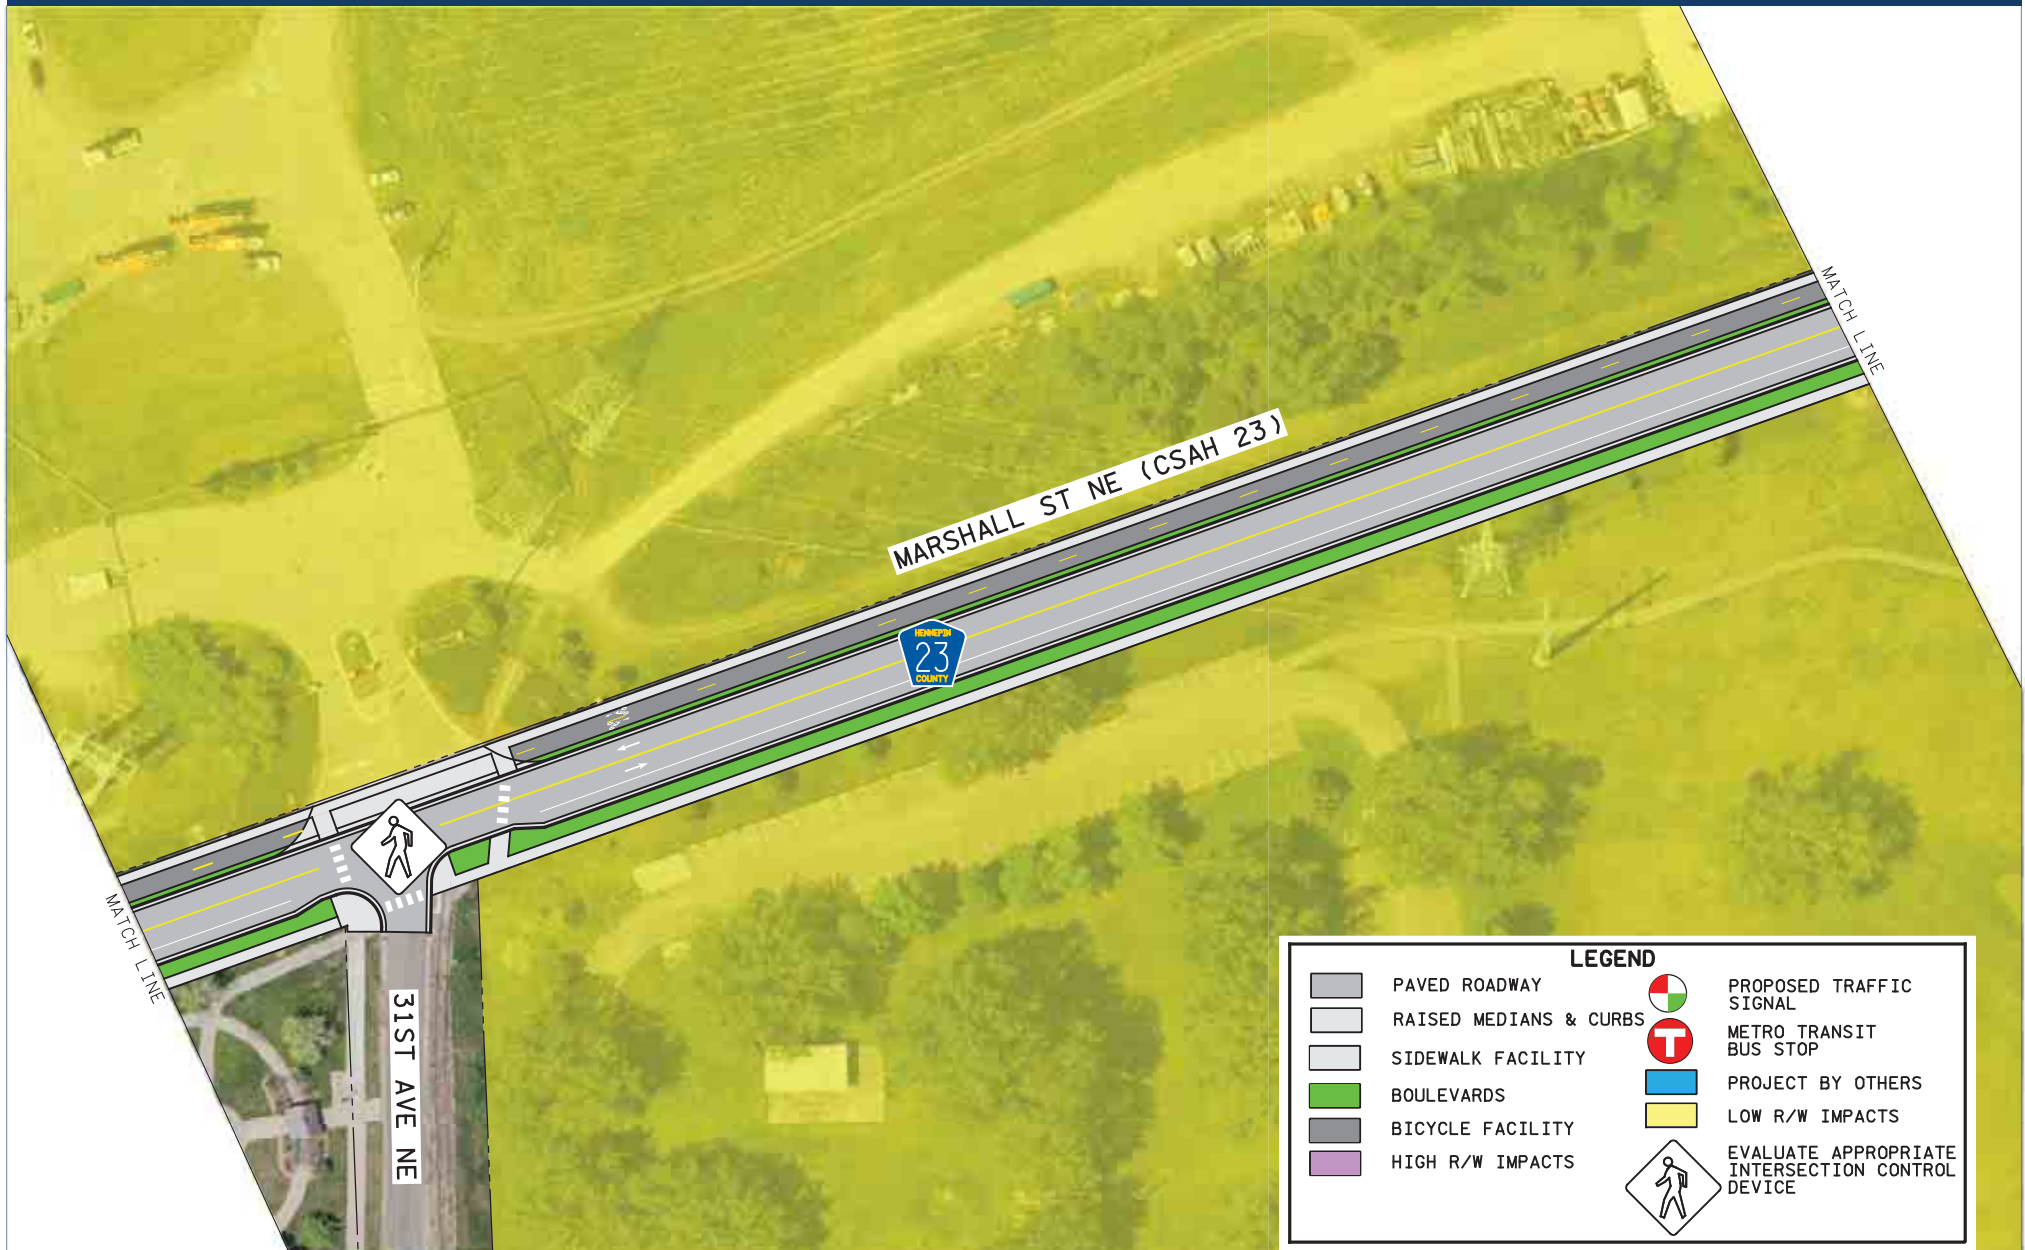 MARSHALL ST NE (CSAH 23)
MATCH LINE
HENNEPIN
23
COUNTY
MATCH LINE
31ST AVE NE
LEGEND
PAVED ROADWAY
RAISED MEDIANS & CURBS
SIDEWALK FACILITY
BOULEVARDS
BICYCLE FACILITY
HIGH R/W IMPACTS
PROPOSED TRAFFIC
SIGNAL
T
METRO TRANSIT
BUS STOP
PROJECT BY OTHERS
LOW R/W IMPACTS
EVALUATE APPROPRIATE
INTERSECTION CONTROL
DEVICE